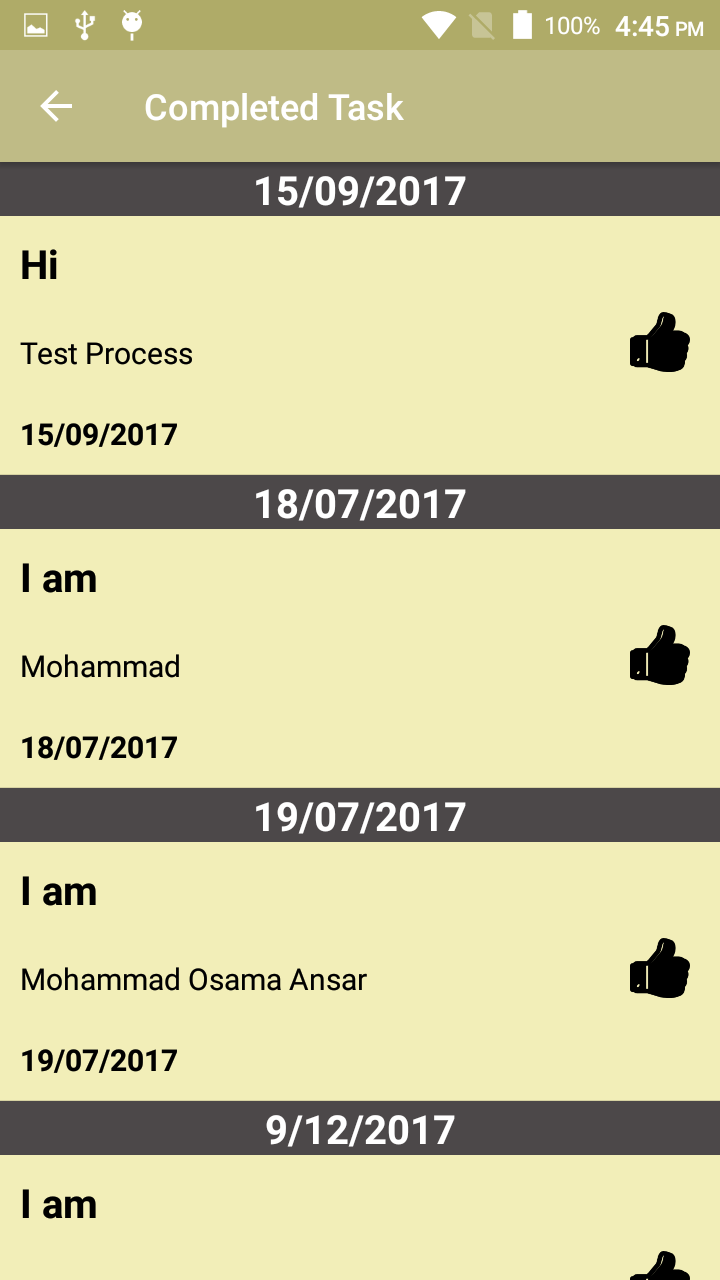 100% 4:45 PM
Completed Task
15/09/2017
Hi
Test Process
15/09/2017
18/07/2017
I am
Mohammad
18/07/2017
19/07/2017
I am
Mohammad Osama Ansar
19/07/2017
9/12/2017
I am